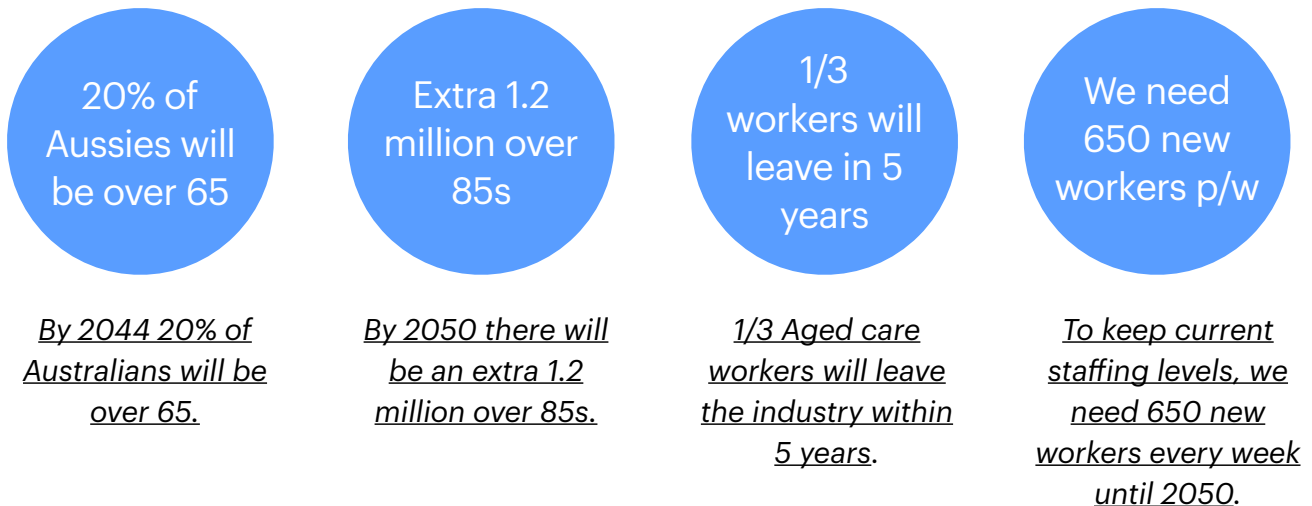 20% of
Aussies will
be over 65
Extra 1.2
million over
85s
1/3
workers will
leave in 5
years
We need
650 new
workers p/w
By 2044 20% of
Australians will be
over 65.
By 2050 there will
be an extra 1.2
million over 85s.
1/3 Aged care
workers will leave
the industry within
5 years.
To keep current
staffing levels, we
need 650 new
workers every week
until 2050.